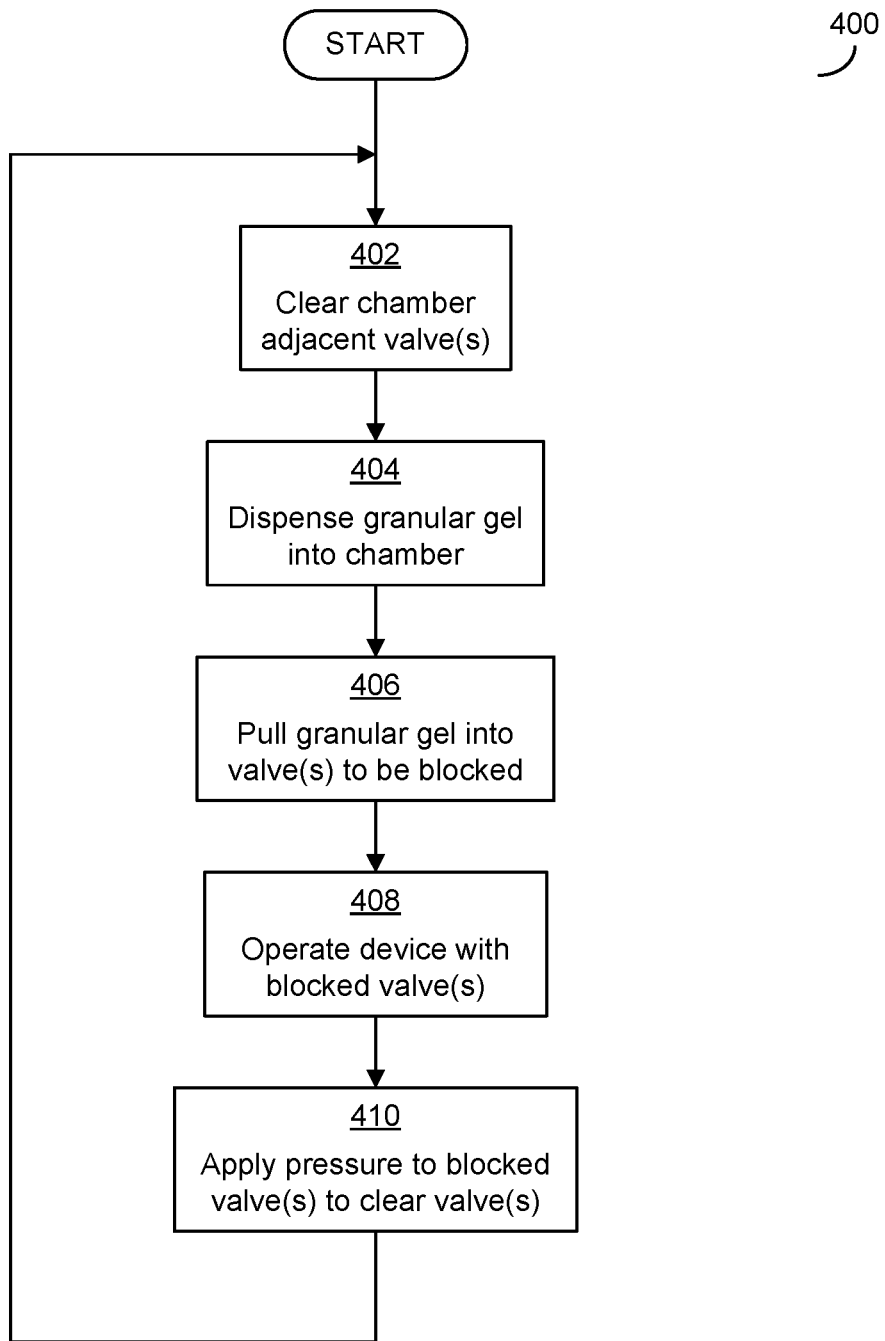 START
400
402
Clear chamber
adjacent valve(s)
404
Dispense granular gel
into chamber
406
Pull granular gel into
valve(s) to be blocked
408
Operate device with
blocked valve(s)
410
Apply pressure to blocked
valve(s) to clear valve(s)